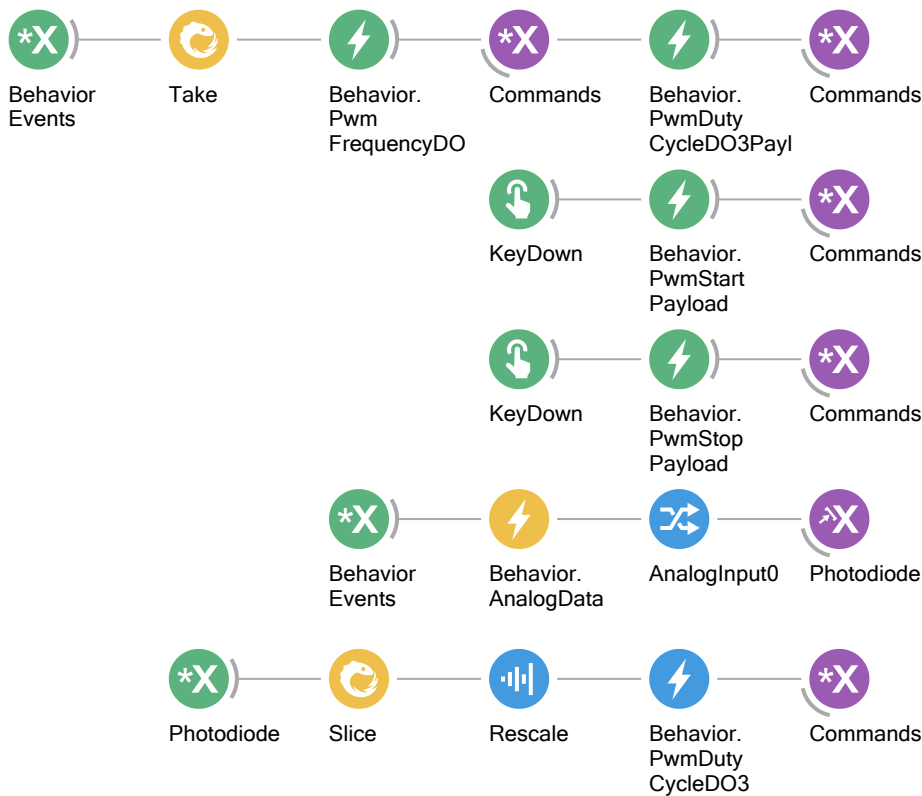 *X
*X
*X
Behavior
Events
Take
Behavior.
Pwm
FrequencyDO
Commands
Behavior.
PwmDuty
CycleDO3Payl
Commands
*X
KeyDown
Behavior.
PwmStart
Payload
Commands
*X
KeyDown
Behavior.
PwmStop
Payload
Commands
*X
X
Behavior
Events
Behavior.
AnalogData
AnalogInput0
Photodiode
*X
*X
Photodiode
Slice
Rescale
Behavior.
PwmDuty
CycleDO3
Commands